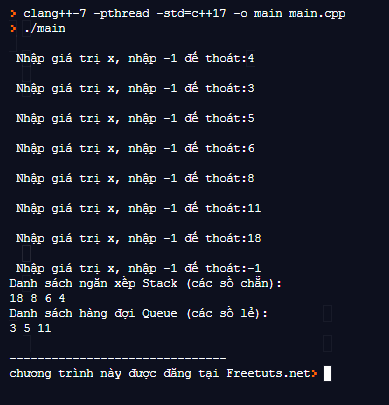 > clang++-7 -pthread -std=c++17 -o main main.cpp
> ./main
Nhập giá trị x, nhập -1 để thoát:4
Nhập giá trị x, nhập -1 để thoát:3
Nhập giá trị x, nhập -1 để thoát:5
Nhập giá trị x, nhập -1 để thoát:6
Nhập giá trị x, nhập -1 để thoát:8
Nhập giá trị x, nhập -1 để thoát:11
Nhập giá trị x, nhập -1 để thoát:18
Nhập giá trị x, nhập -1 để thoát:-1
Danh sách ngăn xếp Stack (các số chẵn):
18 8 6 4
Danh sách hàng đợi Queue (các số lẻ):
3 5 11
-------------------------------
chương trình này được đăng tại Freetuts.net>